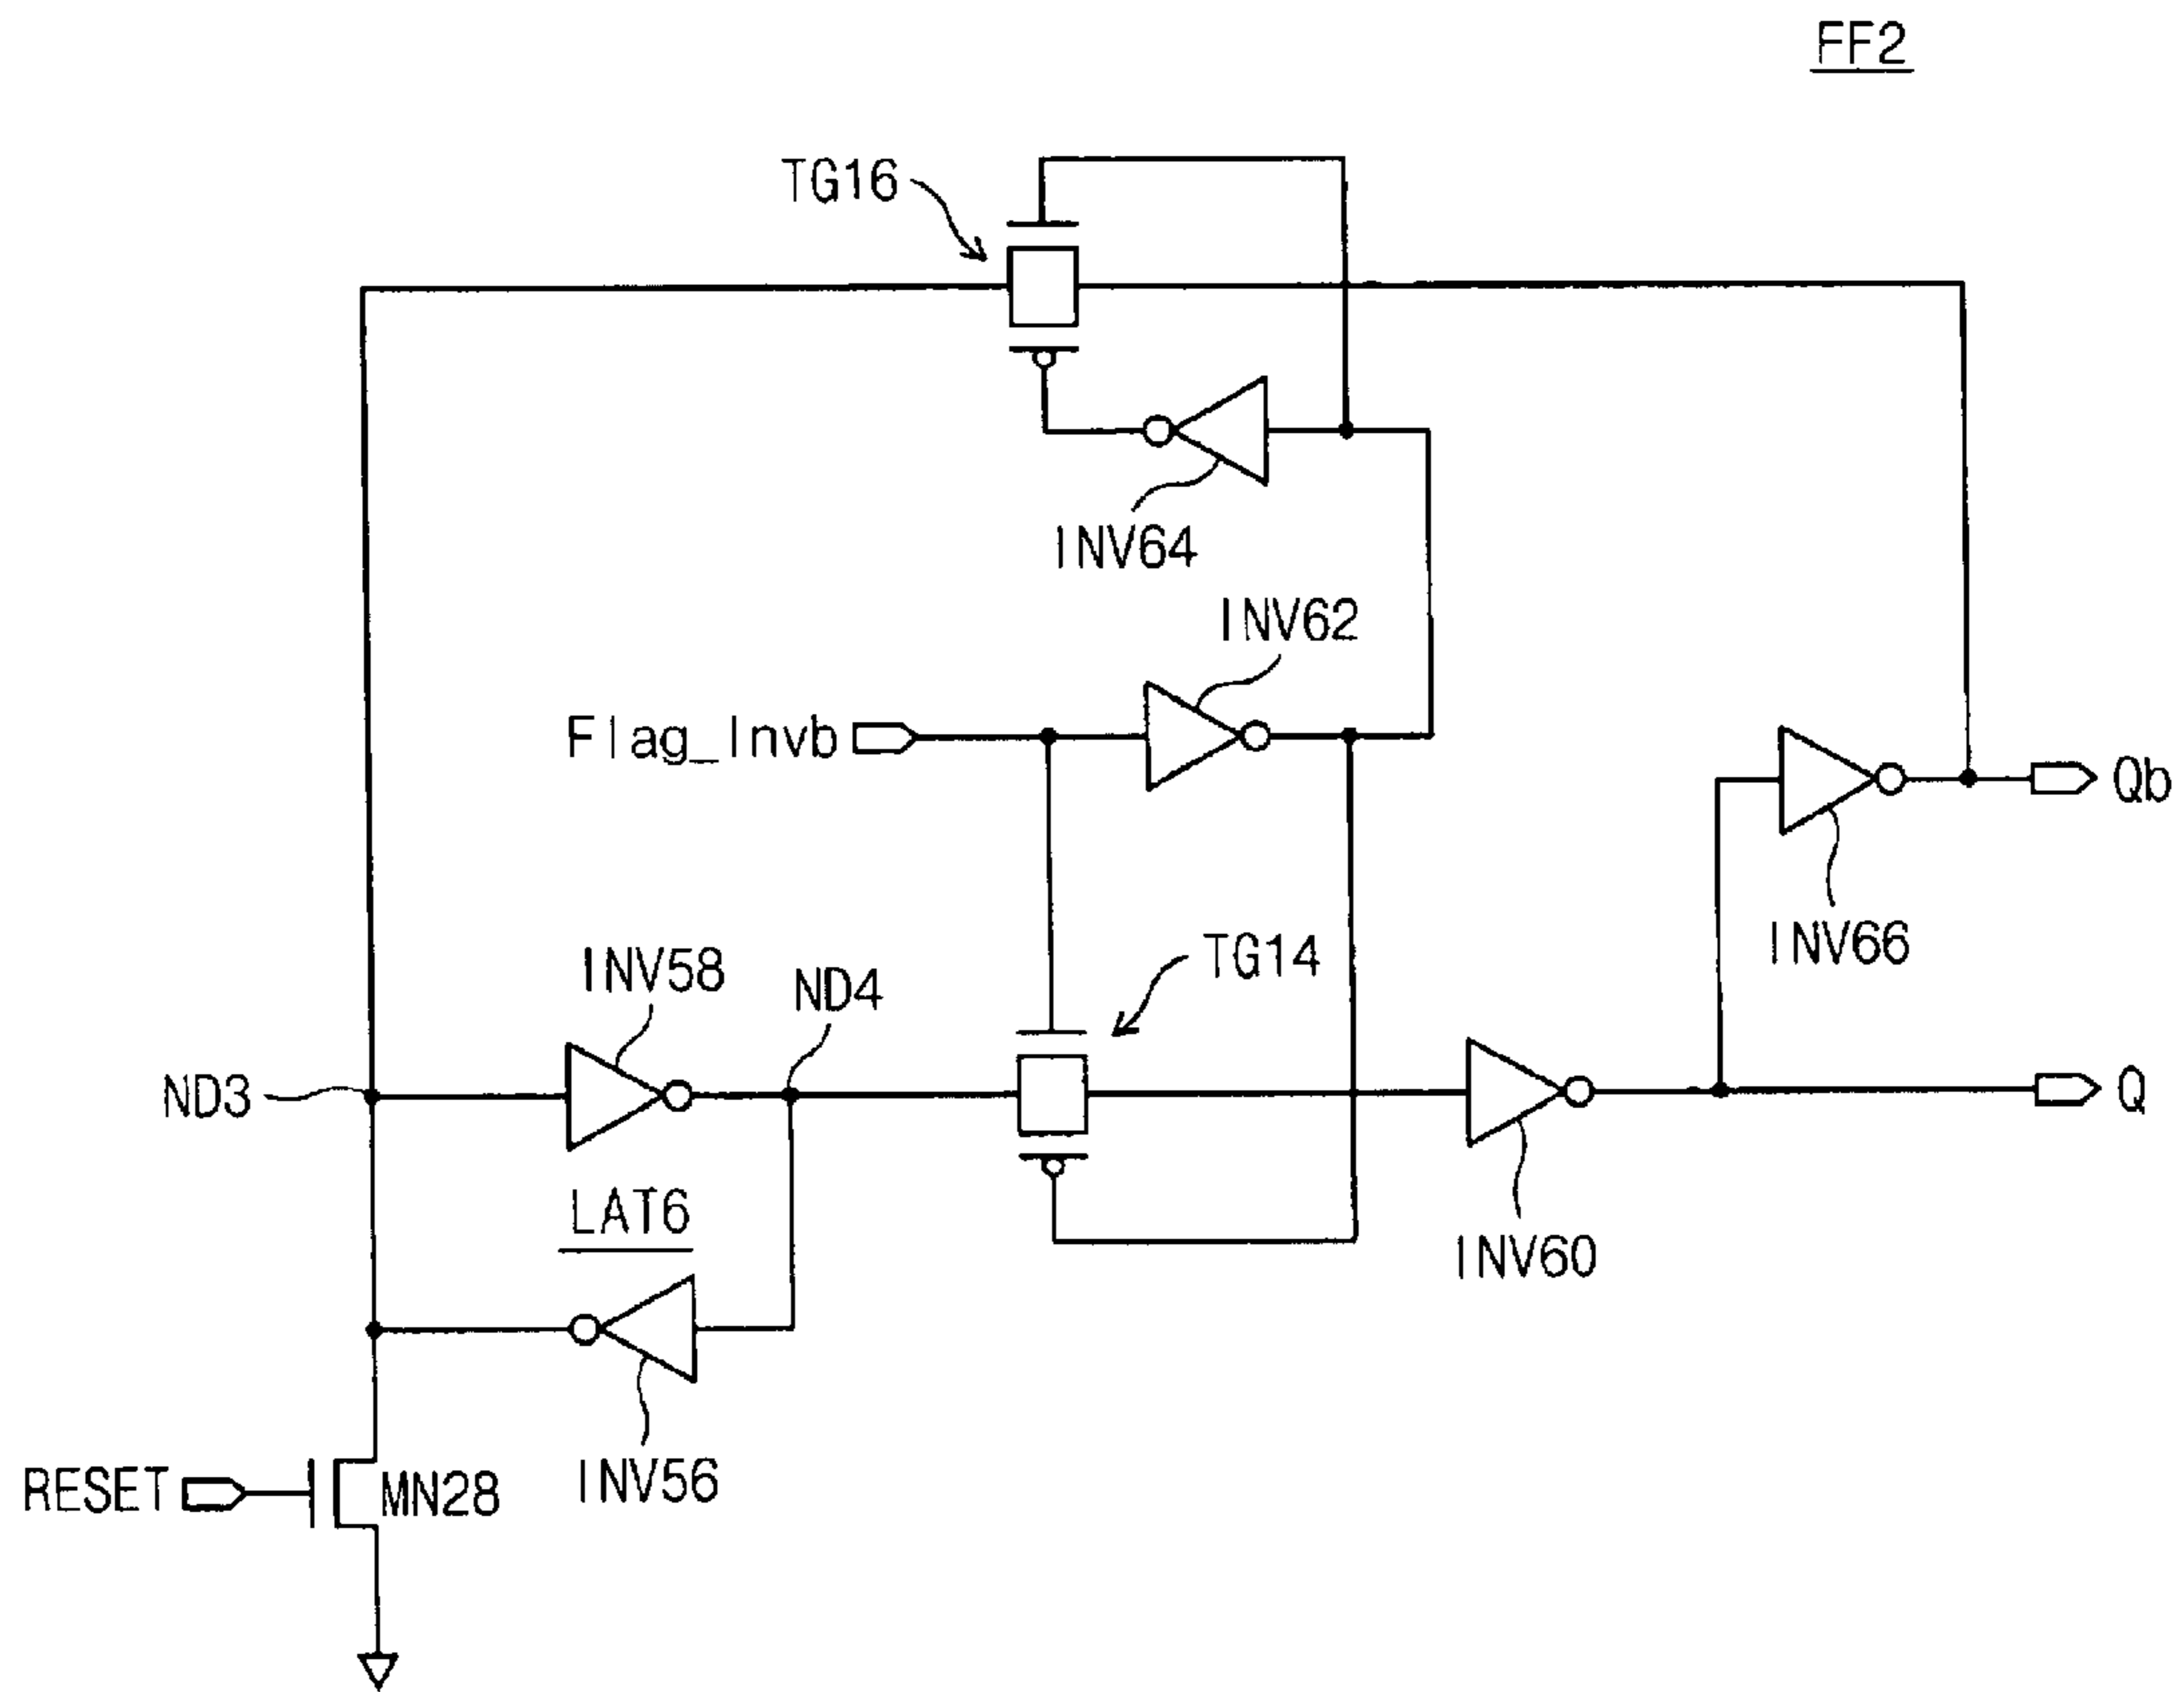 FF2
TG16
INV64
INV62
Flag_Invb
Qb
INV66
INV58
ND4
TG14
ND3
Q
LAT6
INV60
RESET
MN28
INV56